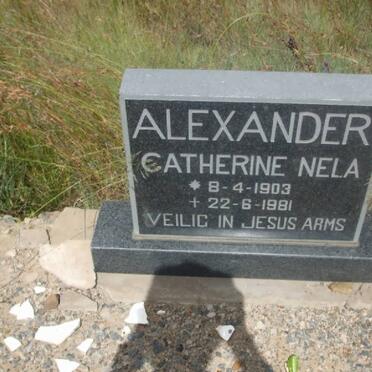 ALEXANDER
CATHERINE NELA
* 8-4-1903
+ 22-6-1981
VEILIG IN JESUS ARMS